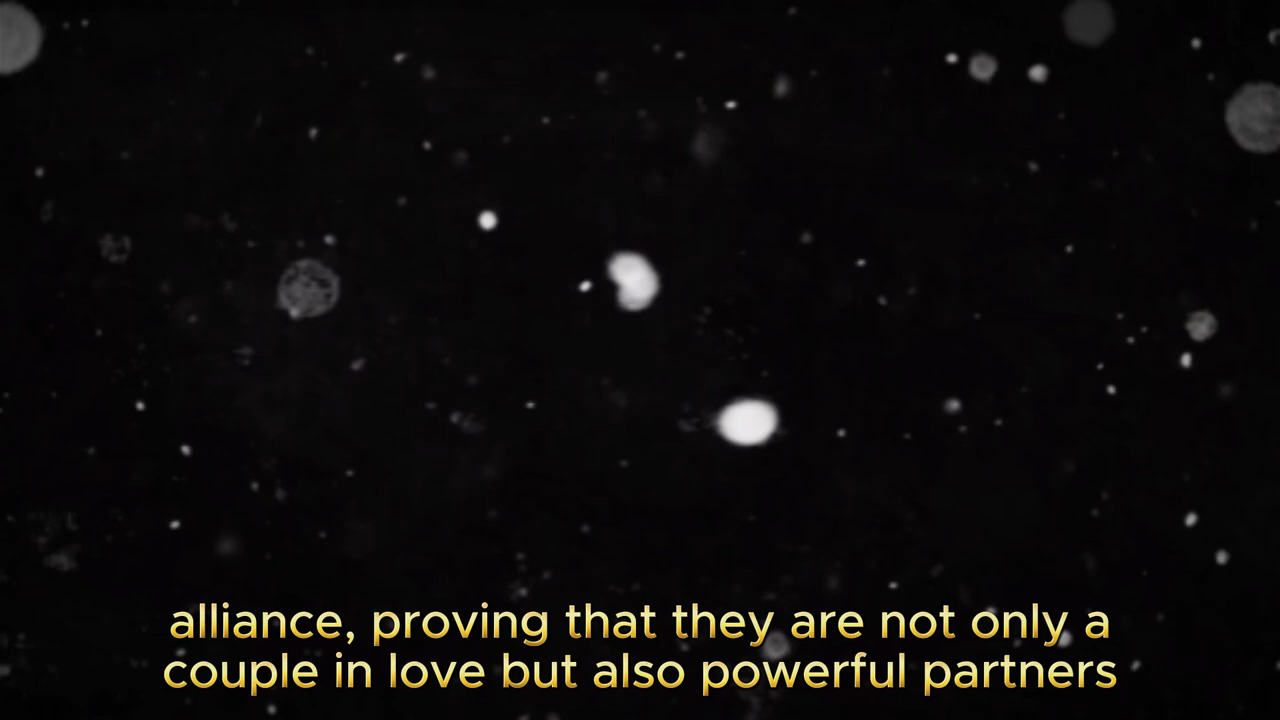 alliance, proving that they are not only a
couple in love but also powerful partners